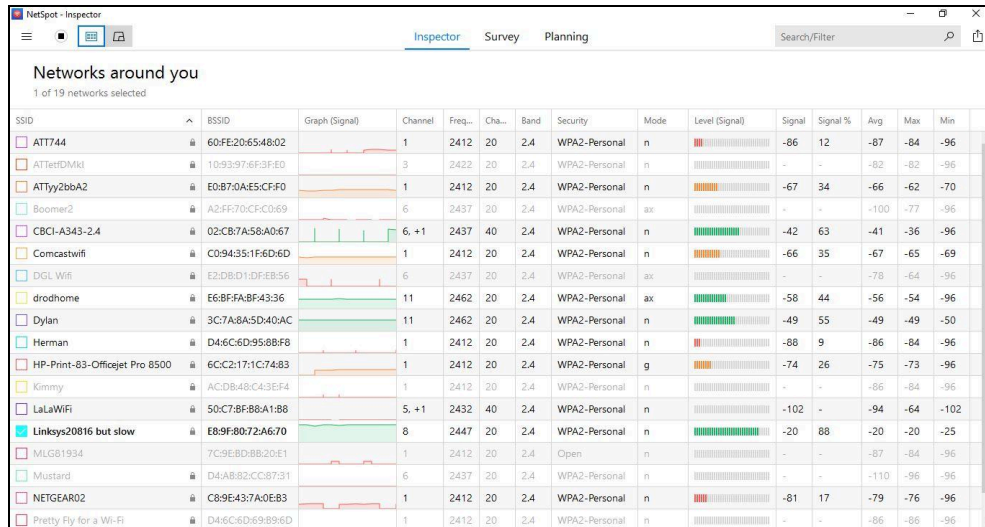 NetSpot - Inspector
Inspector Survey Planning Search/Filter
Networks around you
1 of 19 networks selected
SSID BSSID Graph (Signal) Channel Freq... Cha... Band Security Mode Level (Signal) Signal Signal % Avg Max Min
ATT744 60:FE:20:65:48:02 1 2412 20 2.4 WPA2-Personal n -86 12 -87 -84 -96
ATTetfDMkI 10:93:97:6F:3F:E0 3 2422 20 2.4 WPA2-Personal n - - -82 -82 -96
ATTyy2bbA2 E0:B7:0A:E5:CF:F0 1 2412 20 2.4 WPA2-Personal n -67 34 -66 -62 -70
Boomer2 A2:FF:70:CF:C0:69 6 2437 20 2.4 WPA2-Personal ax - - -100 -77 -96
CBCI-A343-2.4 02:CB:7A:58:A0:67 6, +1 2437 40 2.4 WPA2-Personal n -42 63 -41 -36 -96
Comcastwifi C0:94:35:1F:6D:6D 1 2412 20 2.4 WPA2-Personal n -66 35 -67 -65 -69
DGL Wifi E2:DB:D1:DF:EB:56 6 2437 20 2.4 WPA2-Personal ax - - -78 -64 -96
drodhome E6:BF:FA:BF:43:36 11 2462 20 2.4 WPA2-Personal ax -58 44 -56 -54 -96
Dylan 3C:7A:8A:5D:40:AC 11 2462 20 2.4 WPA2-Personal n -49 55 -49 -49 -50
Herman D4:6C:6D:95:8B:F8 1 2412 20 2.4 WPA2-Personal n -88 9 -86 -84 -96
HP-Print-83-Officejet Pro 8500 6C:C2:17:1C:74:83 1 2412 20 2.4 WPA2-Personal g -74 26 -75 -73 -96
Kimmy AC:DB:48:C4:3E:F4 1 2412 20 2.4 WPA2-Personal n - - -86 -84 -96
LaLaWiFi 50:C7:BF:B8:A1:B8 5, +1 2432 40 2.4 WPA2-Personal n -102 - -94 -64 -102
Linksys20816 but slow E8:9F:80:72:A6:70 8 2447 20 2.4 WPA2-Personal n -20 88 -20 -20 -25
MLG81934 7C:9E:BD:BB:20:E1 1 2412 20 2.4 Open n - - -87 -84 -96
Mustard D4:AB:82:CC:87:31 6 2437 20 2.4 WPA2-Personal n - - -110 -96 -96
NETGEAR02 C8:9E:43:7A:0E:B3 1 2412 20 2.4 WPA2-Personal n -81 17 -79 -76 -96
Pretty Fly for a Wi-Fi D4:6C:6D:69:B9:6D 1 2412 20 2.4 WPA2-Personal n - - -86 -86 -96